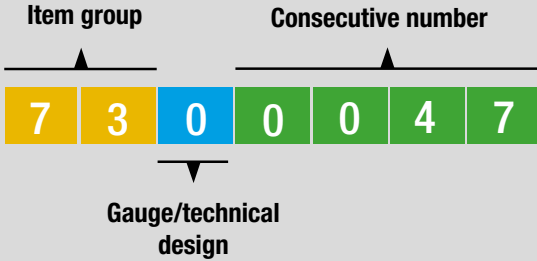 Item group
Consecutive number
7 3 0 0 0 4 7
Gauge/technical
design